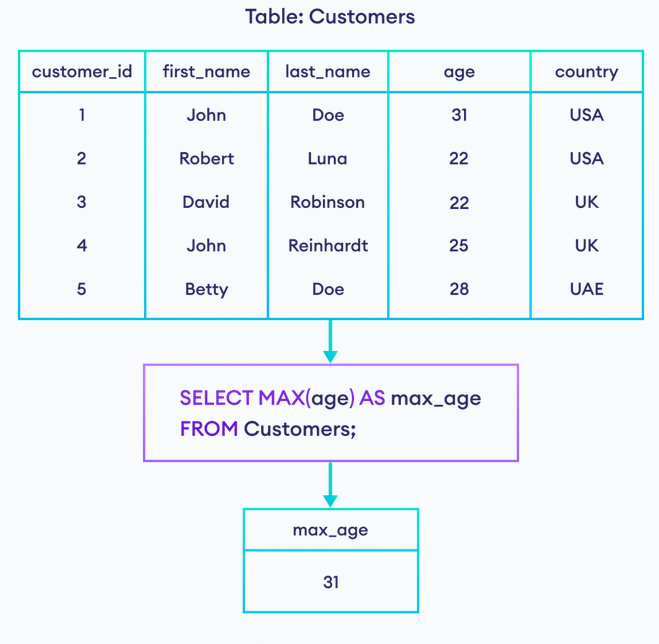 Table: Customers
customer_id first_name last_name age country
1 John Doe 31 USA
2 Robert Luna 22 USA
3 David Robinson 22 UK
4 John Reinhardt 25 UK
5 Betty Doe 28 UAE
SELECT MAX(age) AS max_age
FROM Customers;
max_age
31